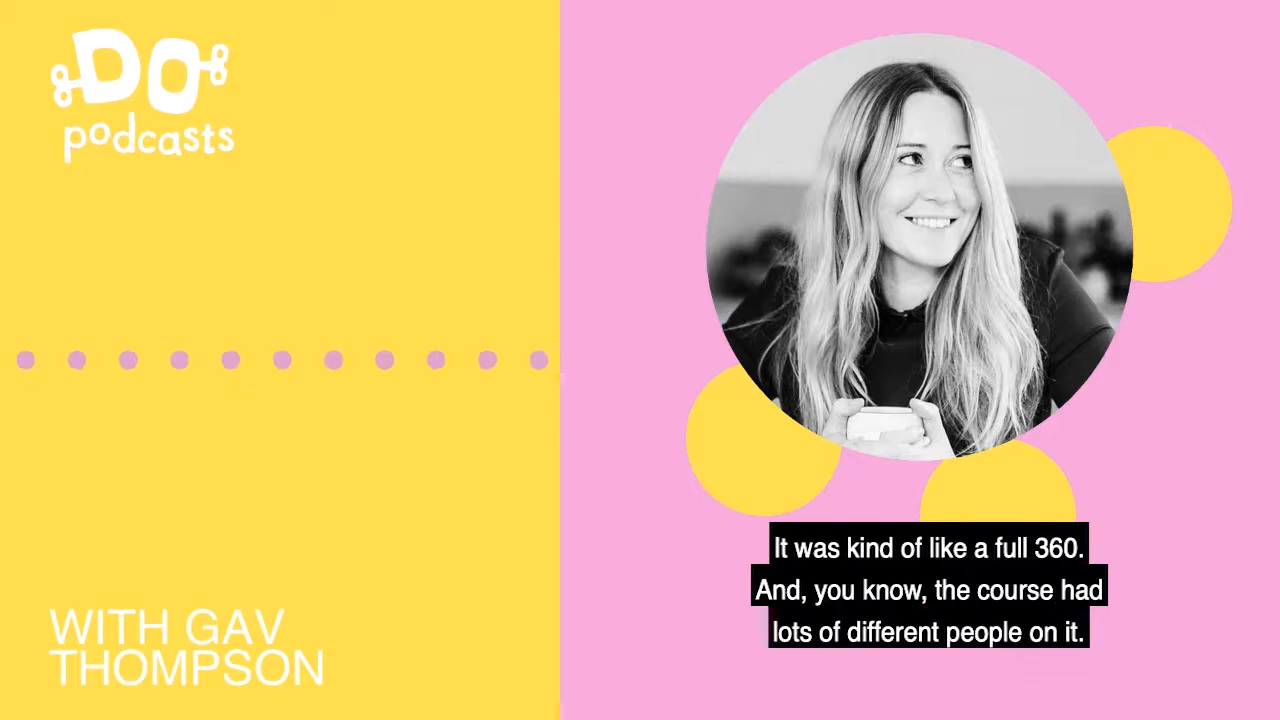 DO
podcasts
WITH GAV
THOMPSON
It was kind of like a full 360.
And, you know, the course had
lots of different people on it.